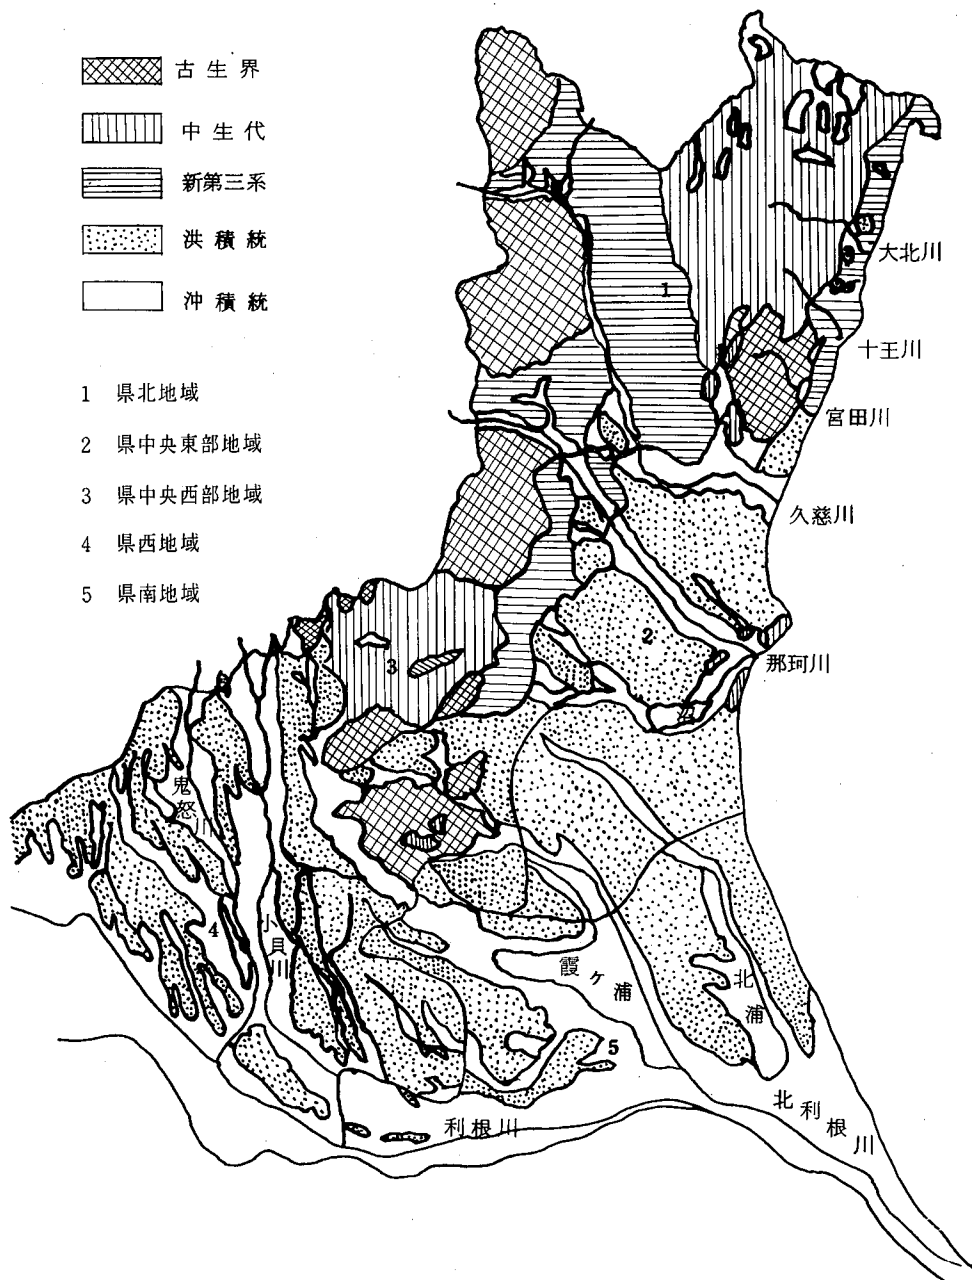 古生界
中生代
新第三系
洪積統
沖積統
1 県北地域
2 県中央東部地域
3 県中央西部地域
4 県西地域
5 県南地域
1
大北川
十王川
宮田川
久慈川
2
那珂川
3
鬼怒川
小貝川
4
霞ヶ浦
北浦
5
北利根川
利根川